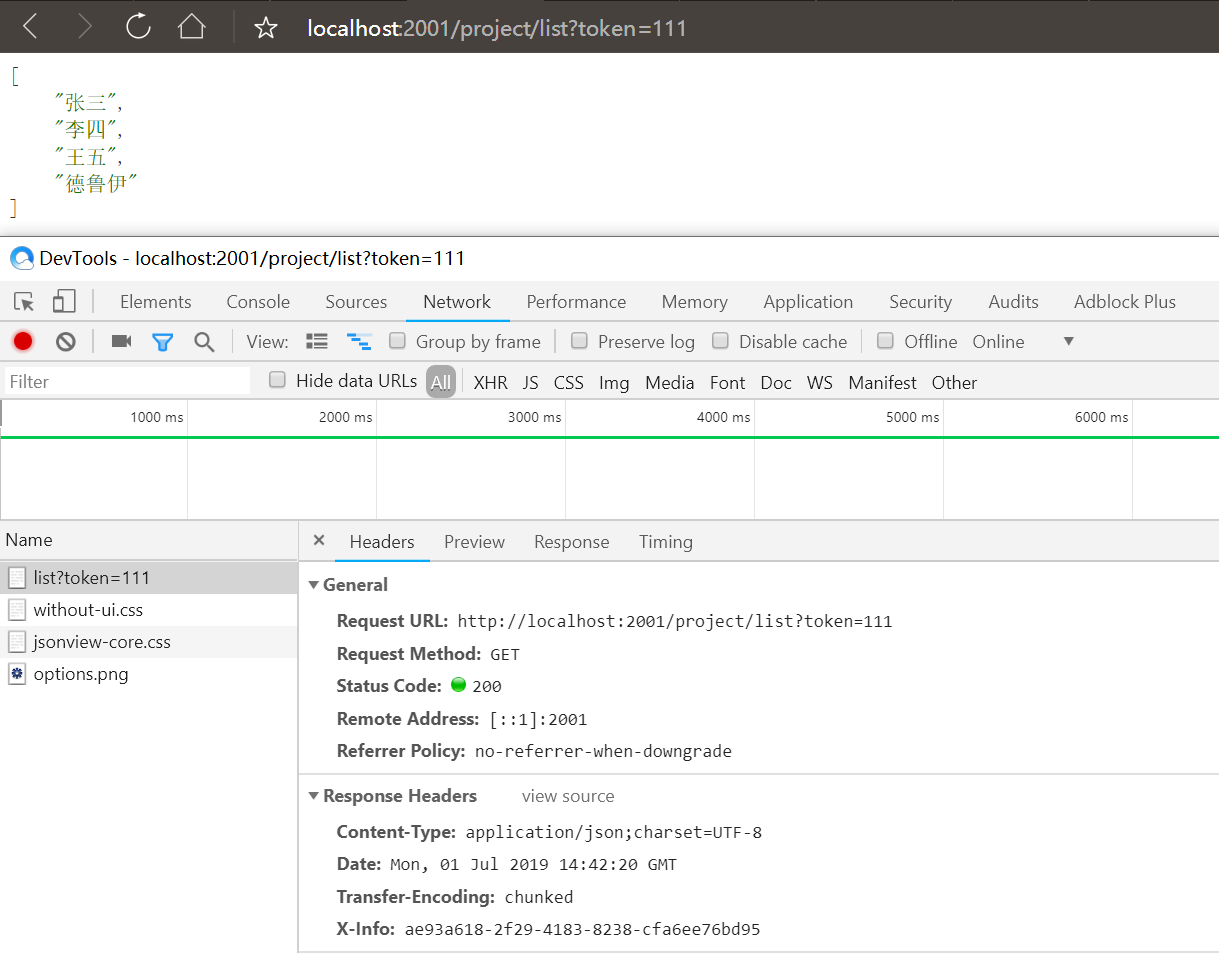 localhost:2001/project/list?token=111
[
"张三",
"李四",
"王五",
"德鲁伊"
]
DevTools - localhost:2001/project/list?token=111
Elements Console Sources Network Performance Memory Application Security Audits Adblock Plus
View: Group by frame Preserve log Disable cache Offline Online
Filter Hide data URLs All XHR JS CSS Img Media Font Doc WS Manifest Other
1000 ms 2000 ms 3000 ms 4000 ms 5000 ms 6000 ms
Name × Headers Preview Response Timing
list?token=111
without-ui.css
jsonview-core.css
options.png
General
Request URL: http://localhost:2001/project/list?token=111
Request Method: GET
Status Code: 200
Remote Address: [::1]:2001
Referrer Policy: no-referrer-when-downgrade
Response Headers view source
Content-Type: application/json;charset=UTF-8
Date: Mon, 01 Jul 2019 14:42:20 GMT
Transfer-Encoding: chunked
X-Info: ae93a618-2f29-4183-8238-cfa6ee76bd95